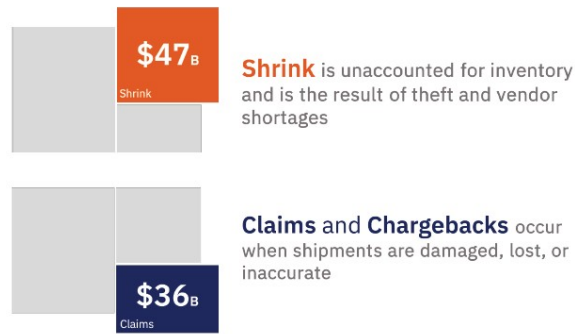 $47B
Shrink
Shrink is unaccounted for inventory
and is the result of theft and vendor
shortages
Claims and Chargebacks occur
when shipments are damaged, lost, or
inaccurate
$36B
Claims